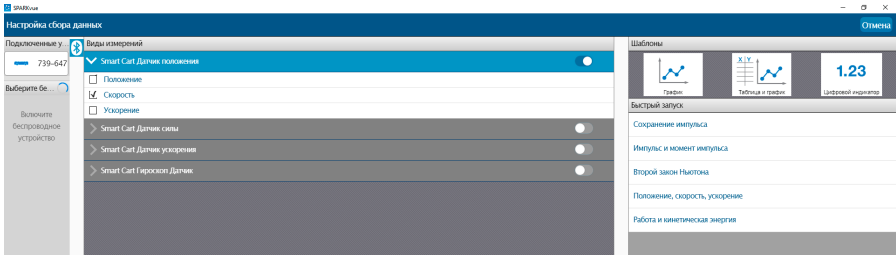 SPARKvue
Настройка сбора данных
Отмена
Подключенные у...
739-647
Выберите бе...
Включите
беспроводное
устройство
Виды измерений
Smart Cart Датчик положения
Положение
Скорость
Ускорение
Smart Cart Датчик силы
Smart Cart Датчик ускорения
Smart Cart Гироскоп Датчик
Шаблоны
График
X Y
Таблица и график
1.23
Цифровой индикатор
Быстрый запуск
Сохранение импульса
Импульс и момент импульса
Второй закон Ньютона
Положение, скорость, ускорение
Работа и кинетическая энергия